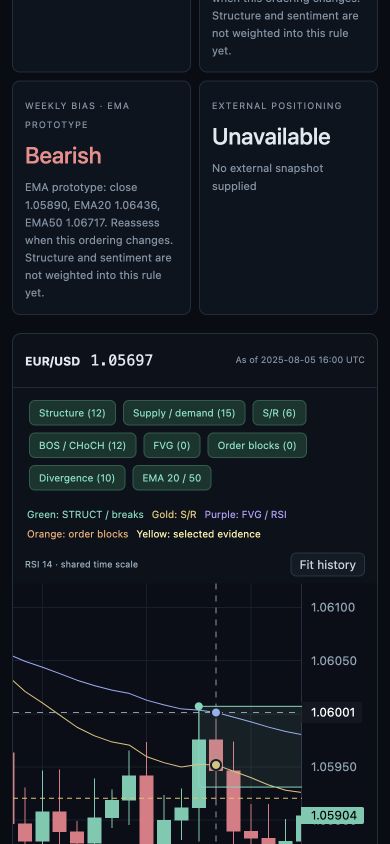 when this ordering changes.
Structure and sentiment are
not weighted into this rule
yet.
WEEKLY BIAS · EMA
PROTOTYPE
Bearish
EMA prototype: close
1.05890, EMA20 1.06436,
EMA50 1.06717. Reassess
when this ordering changes.
Structure and sentiment are
not weighted into this rule
yet.
EXTERNAL POSITIONING
Unavailable
No external snapshot
supplied
EUR/USD 1.05697
As of 2025-08-05 16:00 UTC
Structure (12) Supply / demand (15) S/R (6)
BOS / CHoCH (12) FVG (0) Order blocks (0)
Divergence (10) EMA 20 / 50
Green: STRUCT / breaks Gold: S/R Purple: FVG / RSI
Orange: order blocks Yellow: selected evidence
RSI 14 · shared time scale
Fit history
1.06100
1.06050
1.06001
1.05950
1.05904